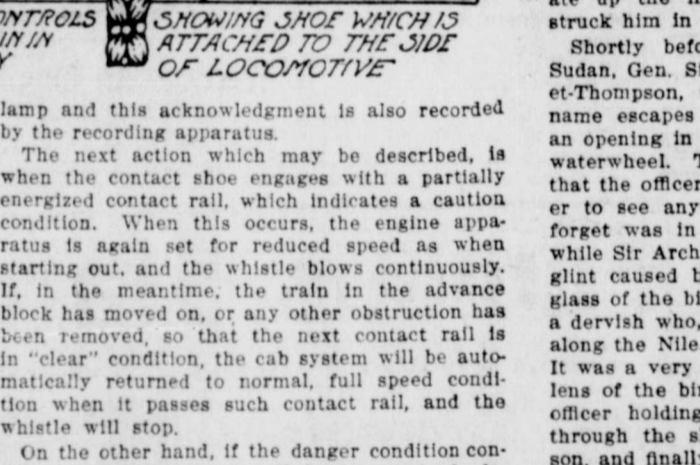 ONTROLS
IN IN
Y
SHOWING SHOE WHICH IS
ATTACHED TO THE SIDE
OF LOCOMOTIVE
lamp and this acknowledgment is also recorded
by the recording apparatus.
The next action which may be described, is
when the contact shoe engages with a partially
energized contact rail, which indicates a caution
condition. When this occurs, the engine appa-
ratus is again set for reduced speed as when
starting out, and the whistle blows continuously.
If, in the meantime, the train in the advance
block has moved on, or any other obstruction has
been removed, so that the next contact rail is
in "clear" condition, the cab system will be auto-
matically returned to normal, full speed condi-
tion when it passes such contact rail, and the
whistle will stop.
On the other hand, if the danger condition con-
struck him in
Shortly befo
Sudan, Gen. Si
et-Thompson,
name escapes
an opening in
waterwheel. T
that the officer
er to see any
forget was in
while Sir Arch
glint caused b
glass of the bi
a dervish who,
along the Nile
It was a very
lens of the bin
officer holding
through the s
son, and finall